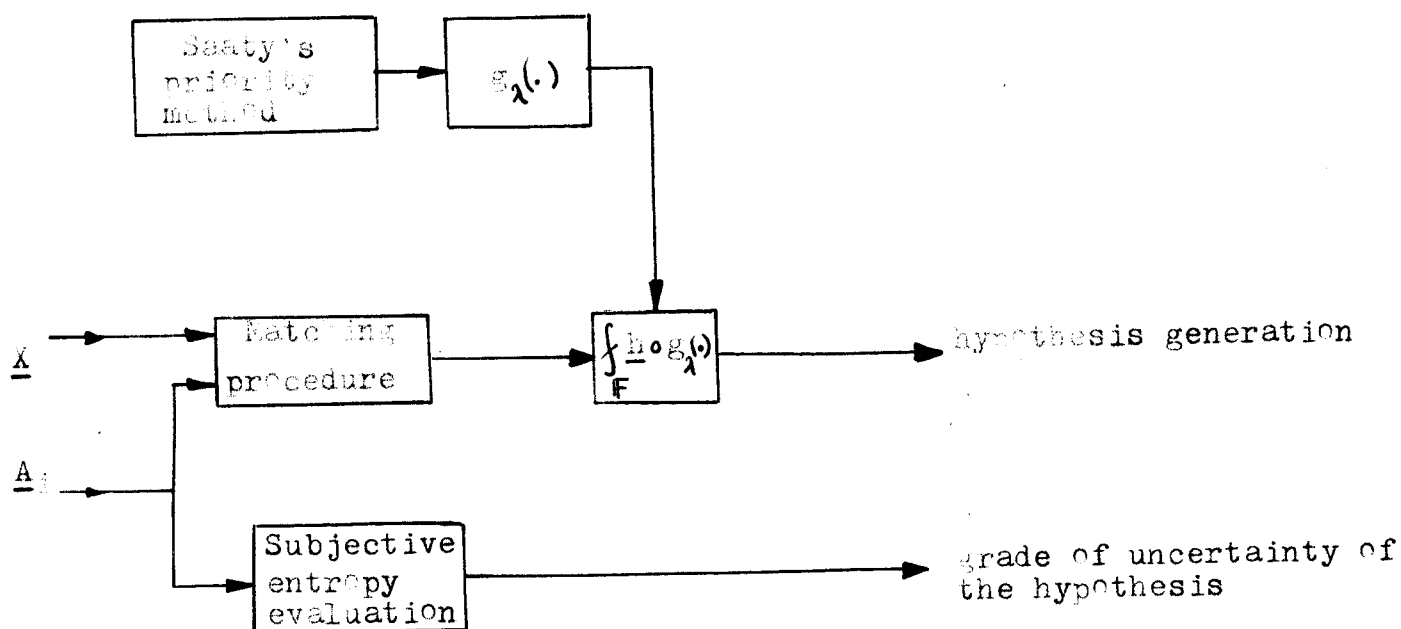 Saaty's
priority
method
g_λ(.)
X
Matching
procedure
∫_F h ∘ g_λ(.)
hypothesis generation
A_i
Subjective
entropy
evaluation
grade of uncertainty of
the hypothesis